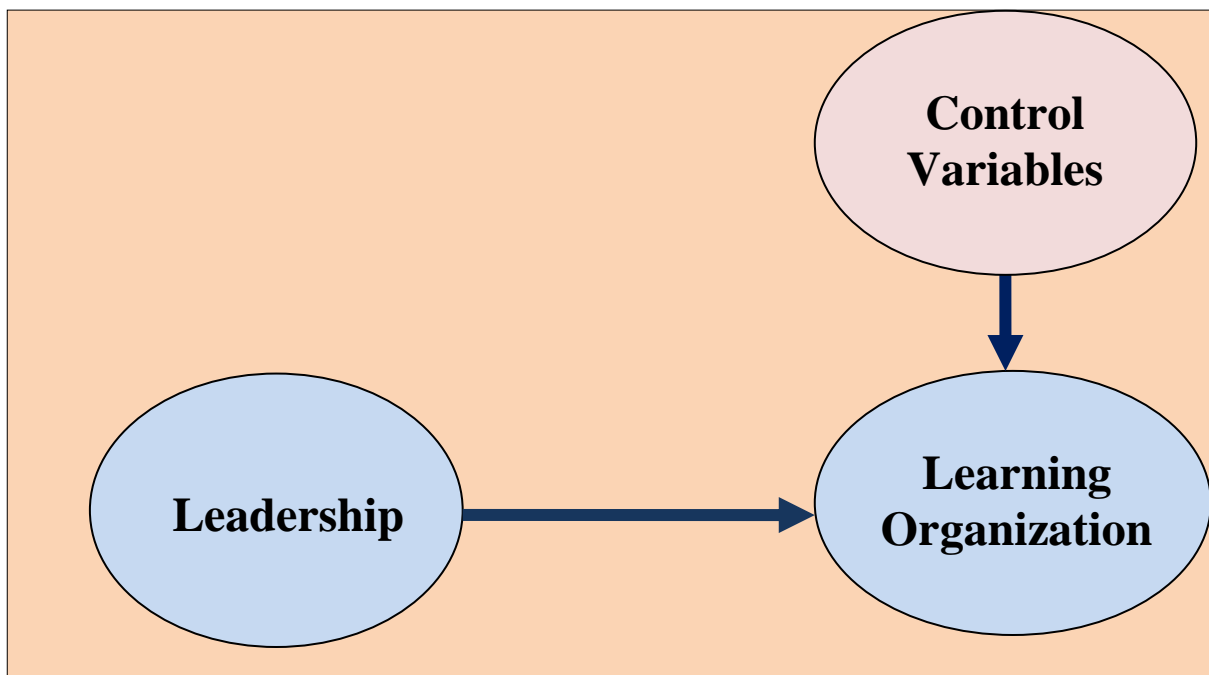 Control
Variables
Leadership
Learning
Organization